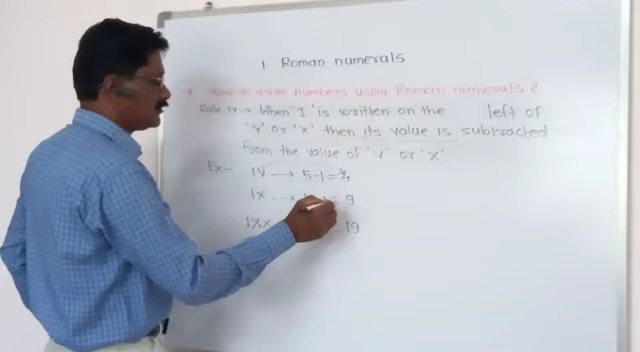 1 Roman numerals
→ How to write numbers using Roman numerals ?
Rule IV → When 'I' is written on the left of
'V' or 'X' then its value is subtracted
from the value of 'V' or 'X'
Ex- IV → 5-1=4
IX → = 9
IXX 19